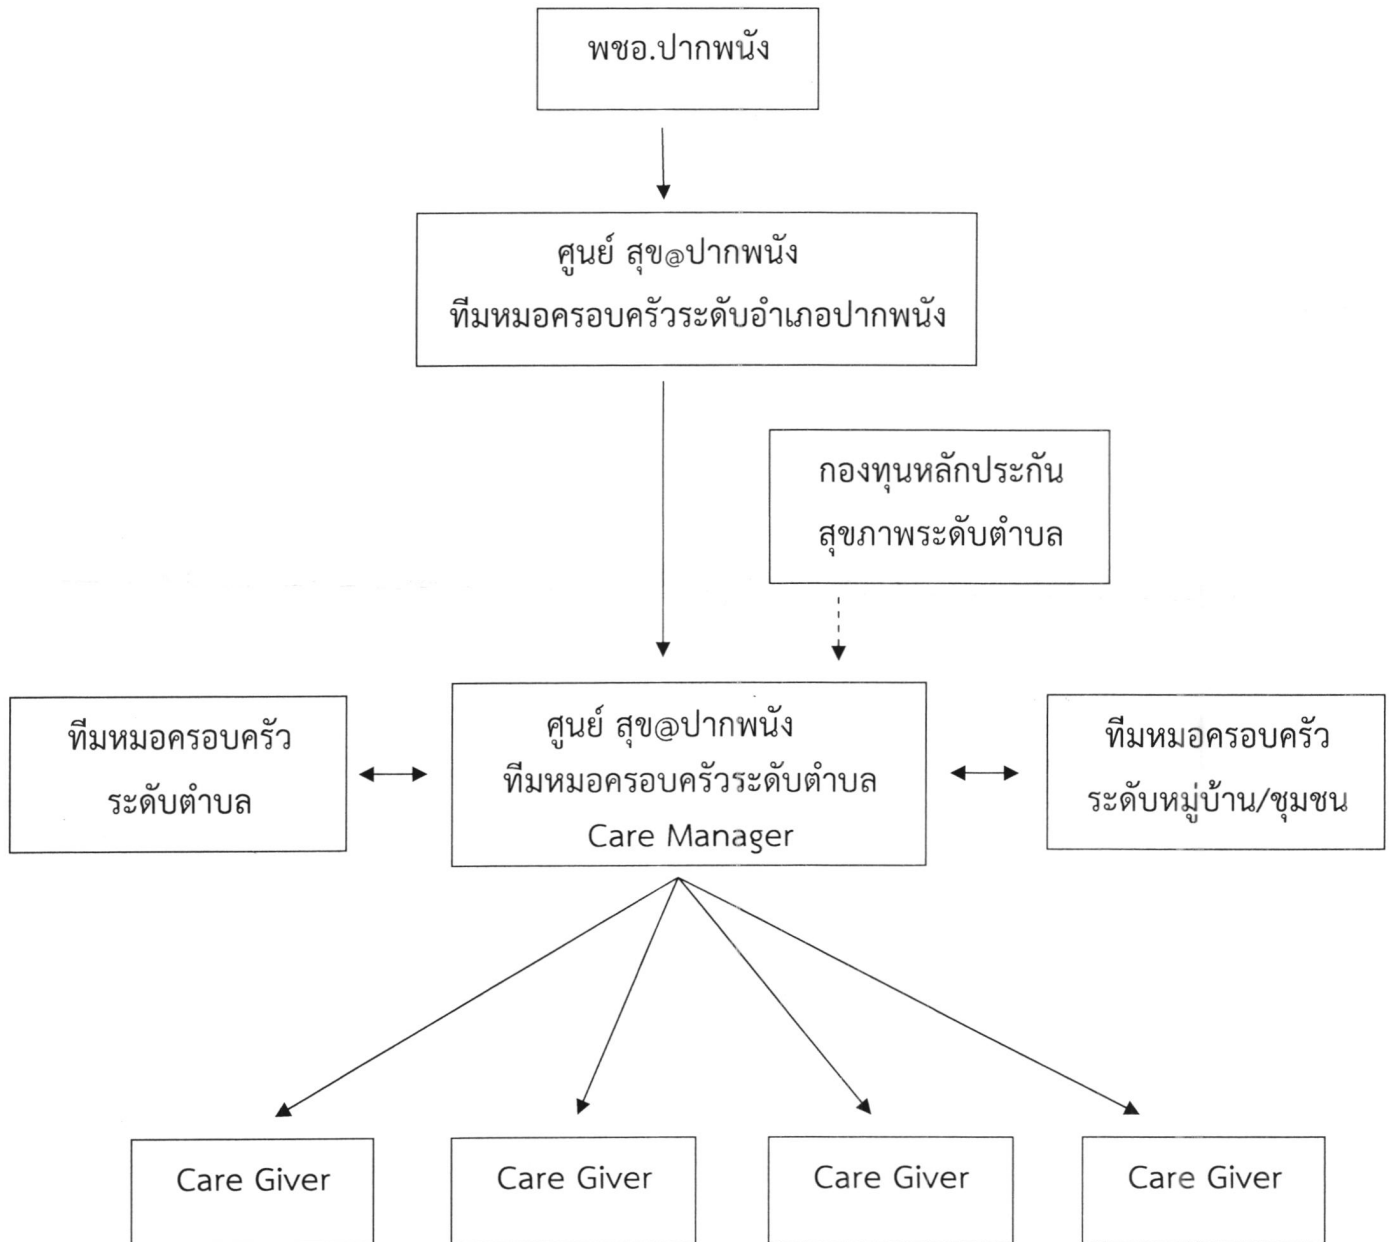 พชอ.ปากพนัง
ศูนย์ สุข@ปากพนัง
ทีมหมอครอบครัวระดับอำเภอปากพนัง
กองทุนหลักประกัน
สุขภาพระดับตำบล
ทีมหมอครอบครัว
ระดับตำบล
ศูนย์ สุข@ปากพนัง
ทีมหมอครอบครัวระดับตำบล
Care Manager
ทีมหมอครอบครัว
ระดับหมู่บ้าน/ชุมชน
Care Giver
Care Giver
Care Giver
Care Giver